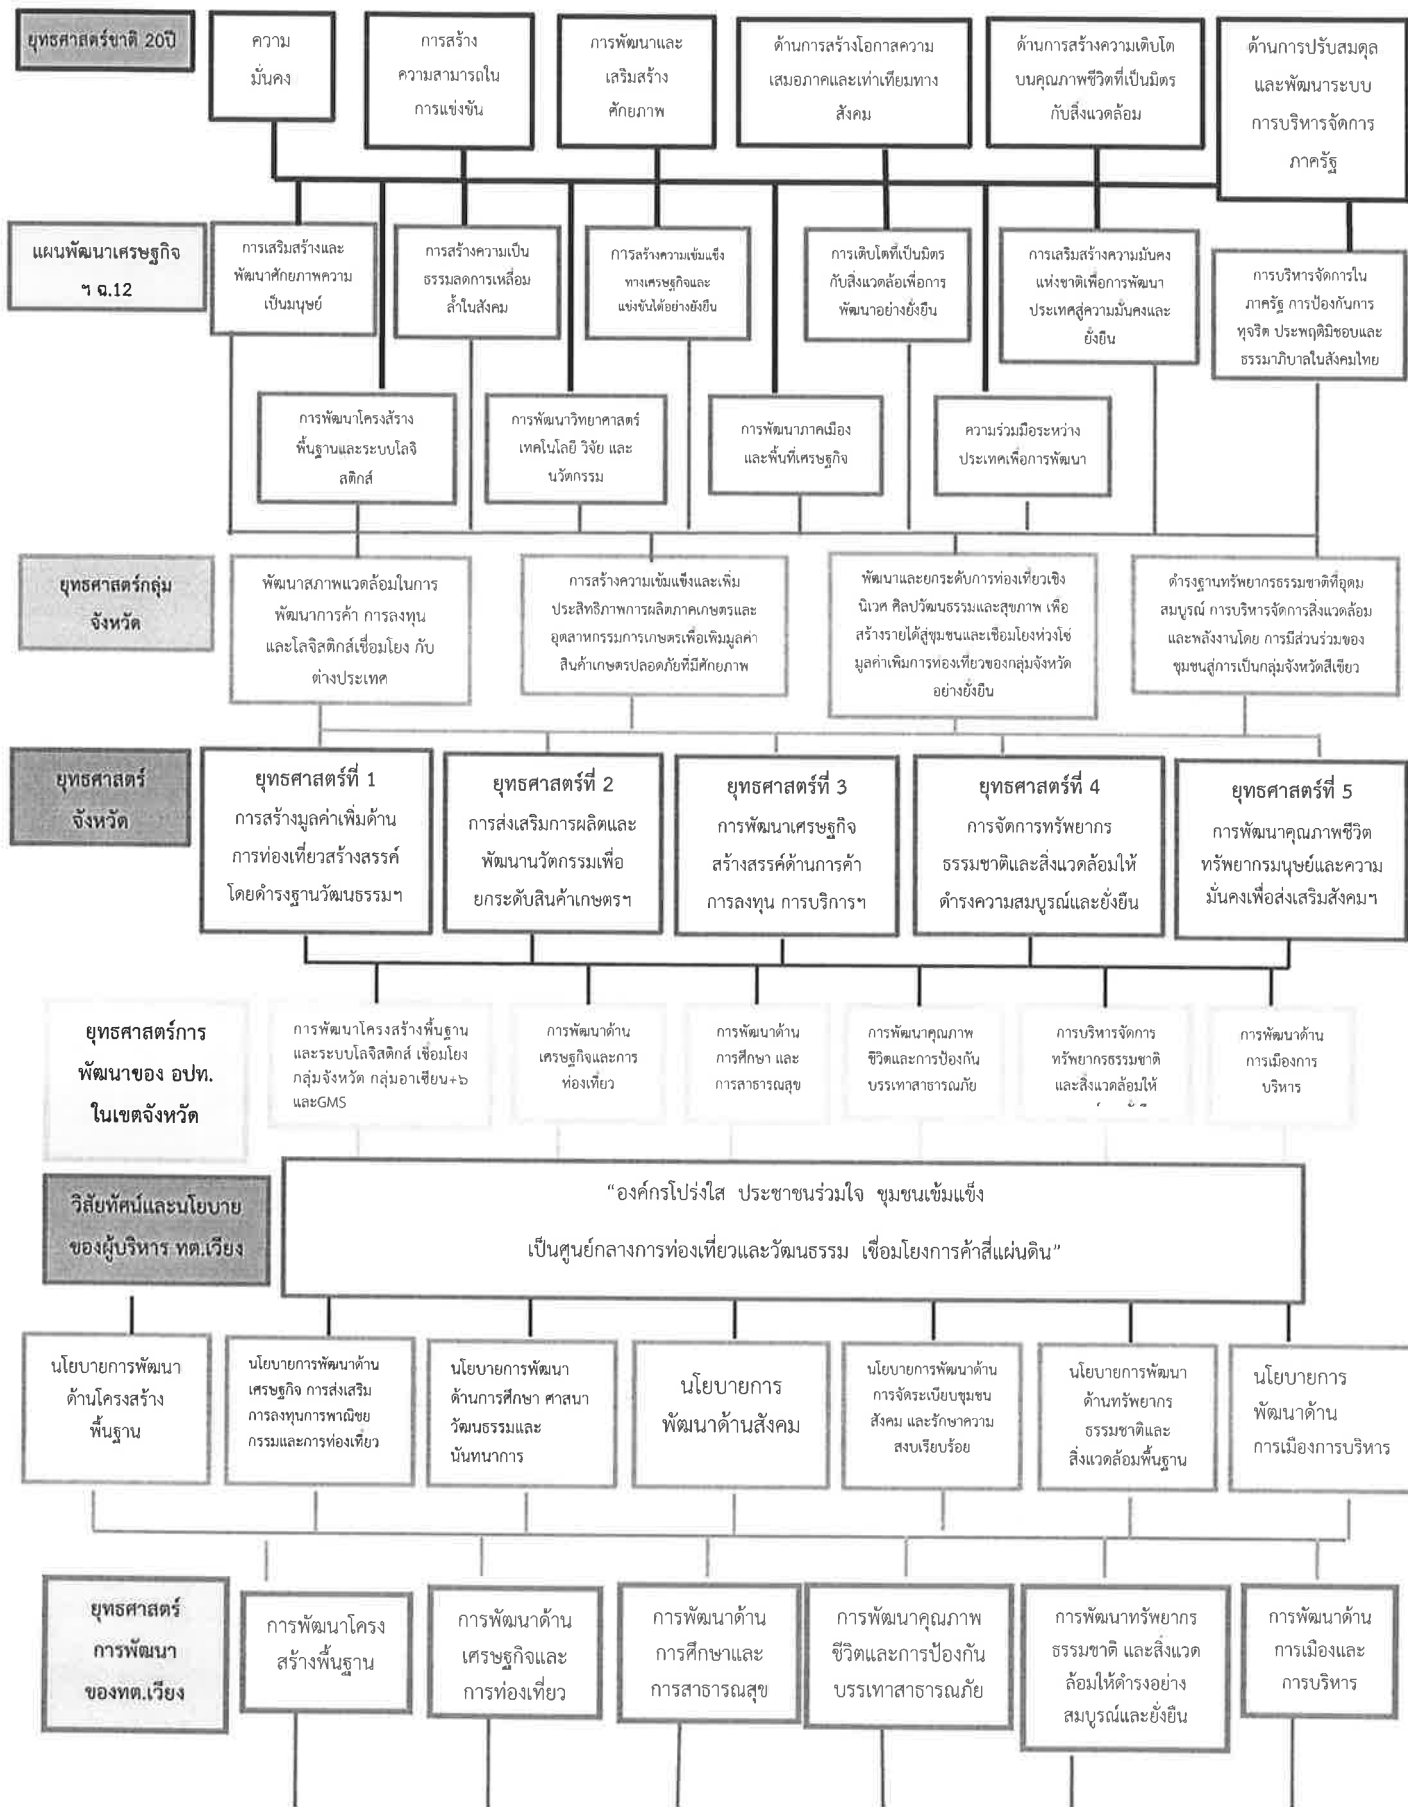 ยุทธศาสตร์ชาติ 20ปี
ความ
มั่นคง
การสร้าง
ความสามารถใน
การแข่งขัน
การพัฒนาและ
เสริมสร้าง
ศักยภาพ
ด้านการสร้างโอกาสความ
เสมอภาคและเท่าเทียมทาง
สังคม
ด้านการสร้างความเติบโต
บนคุณภาพชีวิตที่เป็นมิตร
กับสิ่งแวดล้อม
ด้านการปรับสมดุล
และพัฒนาระบบ
การบริหารจัดการ
ภาครัฐ
แผนพัฒนาเศรษฐกิจ
ฯ ฉ.12
การเสริมสร้างและ
พัฒนาศักยภาพความ
เป็นมนุษย์
การสร้างความเป็น
ธรรมลดการเหลื่อม
ล้ำในสังคม
การสร้างความเข้มแข็ง
ทางเศรษฐกิจและ
แข่งขันได้อย่างยั่งยืน
การเติบโตที่เป็นมิตร
กับสิ่งแวดล้อเพื่อการ
พัฒนาอย่างยั่งยืน
การเสริมสร้างความมั่นคง
แห่งชาติเพื่อการพัฒนา
ประเทศสู่ความมั่นคงและ
ยั่งยืน
การบริหารจัดการใน
ภาครัฐ การป้องกันการ
ทุจริต ประพฤติมิชอบและ
ธรรมาภิบาลในสังคมไทย
การพัฒนาโครงสร้าง
พื้นฐานและระบบโลจิ
สติกส์
การพัฒนาวิทยาศาสตร์
เทคโนโลยี วิจัย และ
นวัตกรรม
การพัฒนาภาคเมือง
และพื้นที่เศรษฐกิจ
ความร่วมมือระหว่าง
ประเทศเพื่อการพัฒนา
ยุทธศาสตร์กลุ่ม
จังหวัด
พัฒนาสภาพแวดล้อมในการ
พัฒนาการค้า การลงทุน
และโลจิสติกส์เชื่อมโยง กับ
ต่างประเทศ
การสร้างความเข้มแข็งและเพิ่ม
ประสิทธิภาพการผลิตภาคเกษตรและ
อุตสาหกรรมการเกษตรเพื่อเพิ่มมูลค่า
สินค้าเกษตรปลอดภัยที่มีศักยภาพ
พัฒนาและยกระดับการท่องเที่ยวเชิง
นิเวศ ศิลปวัฒนธรรมและสุขภาพ เพื่อ
สร้างรายได้สู่ชุมชนและเชื่อมโยงห่วงโซ่
มูลค่าเพิ่มการท่องเที่ยวของกลุ่มจังหวัด
อย่างยั่งยืน
ดำรงฐานทรัพยากรธรรมชาติที่อุดม
สมบูรณ์ การบริหารจัดการสิ่งแวดล้อม
และพลังงานโดย การมีส่วนร่วมของ
ชุมชนสู่การเป็นกลุ่มจังหวัดสีเขียว
ยุทธศาสตร์
จังหวัด
ยุทธศาสตร์ที่ 1
การสร้างมูลค่าเพิ่มด้าน
การท่องเที่ยวสร้างสรรค์
โดยดำรงฐานวัฒนธรรมฯ
ยุทธศาสตร์ที่ 2
การส่งเสริมการผลิตและ
พัฒนานวัตกรรมเพื่อ
ยกระดับสินค้าเกษตรฯ
ยุทธศาสตร์ที่ 3
การพัฒนาเศรษฐกิจ
สร้างสรรค์ด้านการค้า
การลงทุน การบริการฯ
ยุทธศาสตร์ที่ 4
การจัดการทรัพยากร
ธรรมชาติและสิ่งแวดล้อมให้
ดำรงความสมบูรณ์และยั่งยืน
ยุทธศาสตร์ที่ 5
การพัฒนาคุณภาพชีวิต
ทรัพยากรมนุษย์และความ
มั่นคงเพื่อส่งเสริมสังคมฯ
ยุทธศาสตร์การ
พัฒนาของ อปท.
ในเขตจังหวัด
การพัฒนาโครงสร้างพื้นฐาน
และระบบโลจิสติกส์ เชื่อมโยง
กลุ่มจังหวัด กลุ่มอาเซียน+๖
และGMS
การพัฒนาด้าน
เศรษฐกิจและการ
ท่องเที่ยว
การพัฒนาด้าน
การศึกษา และ
การสาธารณสุข
การพัฒนาคุณภาพ
ชีวิตและการป้องกัน
บรรเทาสาธารณภัย
การบริหารจัดการ
ทรัพยากรธรรมชาติ
และสิ่งแวดล้อมให้
การพัฒนาด้าน
การเมืองการ
บริหาร
วิสัยทัศน์และนโยบาย
ของผู้บริหาร ทต.เวียง
“องค์กรโปร่งใส ประชาชนร่วมใจ ชุมชนเข้มแข็ง
เป็นศูนย์กลางการท่องเที่ยวและวัฒนธรรม เชื่อมโยงการค้าสี่แผ่นดิน”
นโยบายการพัฒนา
ด้านโครงสร้าง
พื้นฐาน
นโยบายการพัฒนาด้าน
เศรษฐกิจ การส่งเสริม
การลงทุนการพาณิชย
กรรมและการท่องเที่ยว
นโยบายการพัฒนา
ด้านการศึกษา ศาสนา
วัฒนธรรมและ
นันทนาการ
นโยบายการ
พัฒนาด้านสังคม
นโยบายการพัฒนาด้าน
การจัดระเบียบชุมชน
สังคม และรักษาความ
สงบเรียบร้อย
นโยบายการพัฒนา
ด้านทรัพยากร
ธรรมชาติและ
สิ่งแวดล้อมพื้นฐาน
นโยบายการ
พัฒนาด้าน
การเมืองการบริหาร
ยุทธศาสตร์
การพัฒนา
ของทต.เวียง
การพัฒนาโครง
สร้างพื้นฐาน
การพัฒนาด้าน
เศรษฐกิจและ
การท่องเที่ยว
การพัฒนาด้าน
การศึกษาและ
การสาธารณสุข
การพัฒนาคุณภาพ
ชีวิตและการป้องกัน
บรรเทาสาธารณภัย
การพัฒนาทรัพยากร
ธรรมชาติ และสิ่งแวด
ล้อมให้ดำรงอย่าง
สมบูรณ์และยั่งยืน
การพัฒนาด้าน
การเมืองและ
การบริหาร